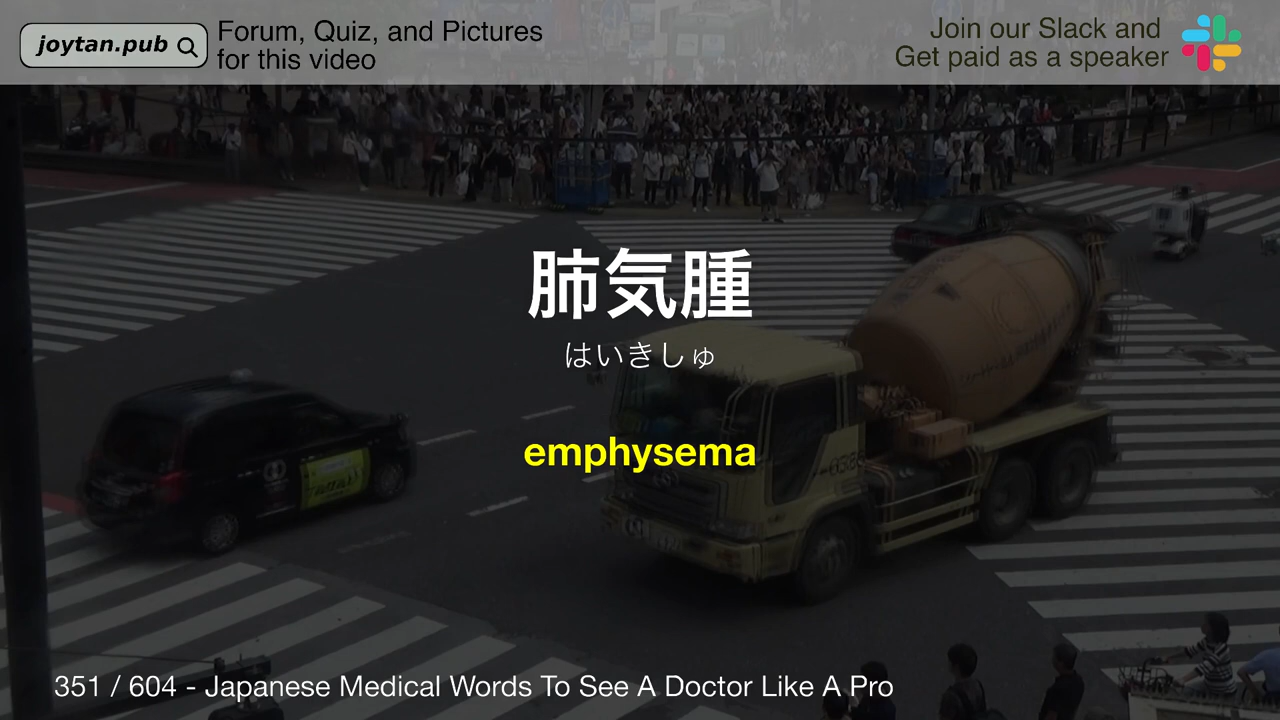 joytan.pub
Forum, Quiz, and Pictures
for this video
Join our Slack and
Get paid as a speaker
肺気腫
はいきしゅ
emphysema
351 / 604 - Japanese Medical Words To See A Doctor Like A Pro